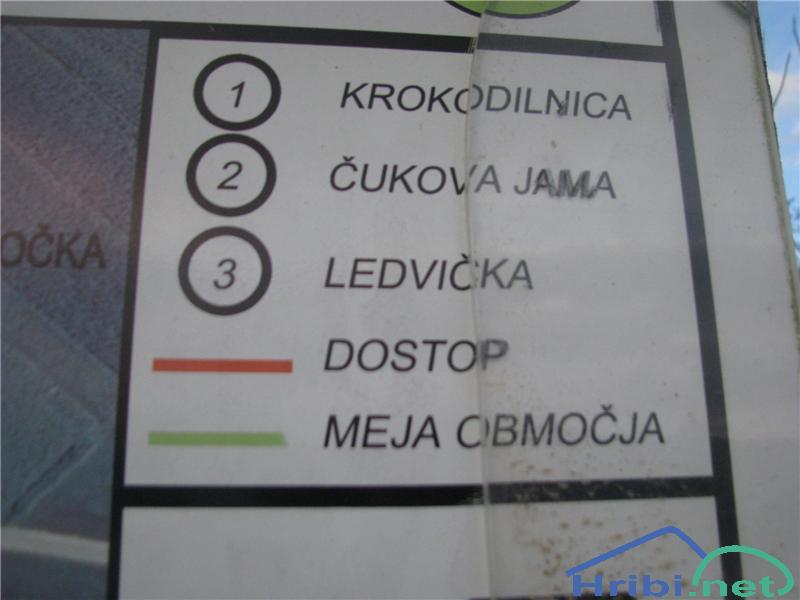 1 KROKODILNICA
2 ČUKOVA JAMA
OČKA
3 LEDVIČKA
DOSTOP
MEJA OBMOČJA
Hribi.net